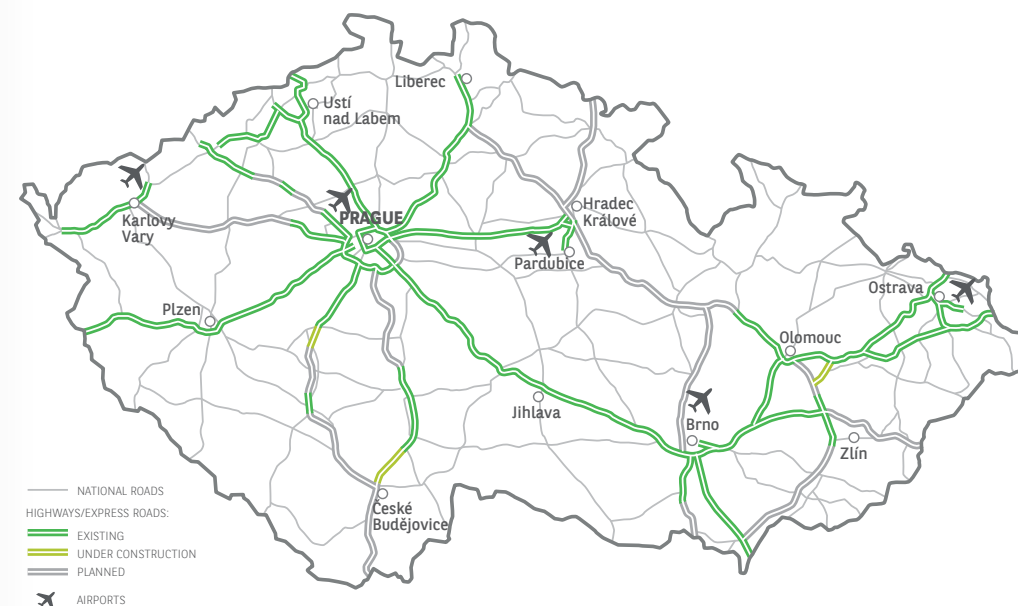 Liberec
Ustí
nad Labem
Karlovy
Vary
PRAGUE
Hradec
Králové
Pardubice
Plzen
Ostrava
Olomouc
Jihlava
Brno
Zlín
České
Budějovice
NATIONAL ROADS
HIGHWAYS/EXPRESS ROADS:
EXISTING
UNDER CONSTRUCTION
PLANNED
AIRPORTS